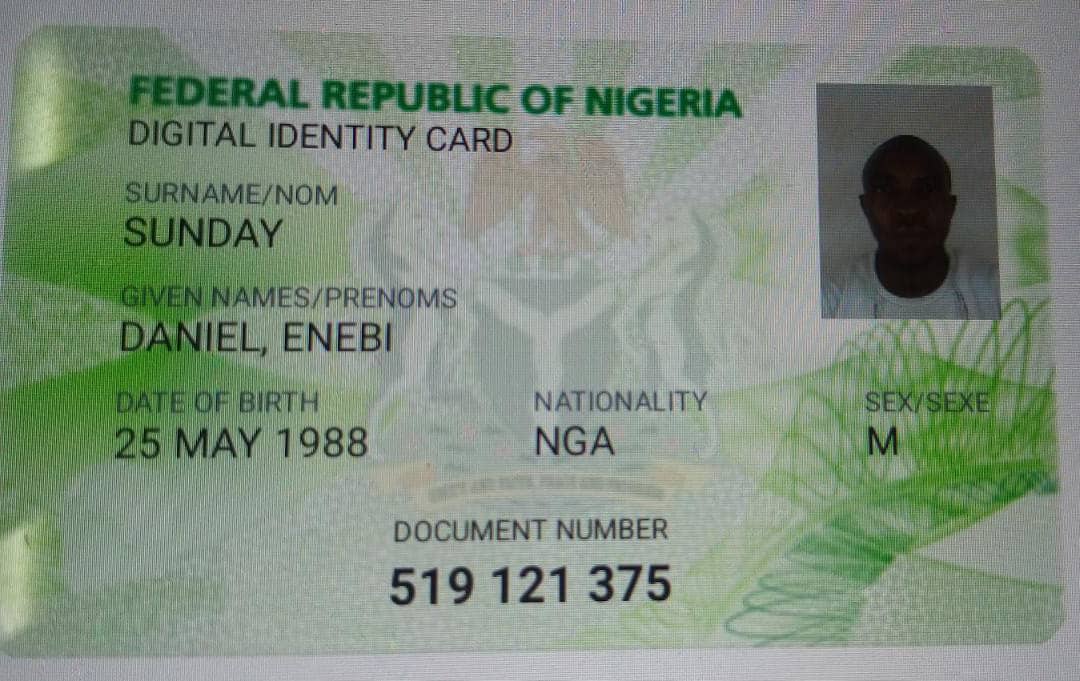 FEDERAL REPUBLIC OF NIGERIA
DIGITAL IDENTITY CARD
SURNAME/NOM
SUNDAY
GIVEN NAMES/PRENOMS
DANIEL, ENEBI
DATE OF BIRTH
25 MAY 1988
NATIONALITY
NGA
SEX/SEXE
M
DOCUMENT NUMBER
519 121 375